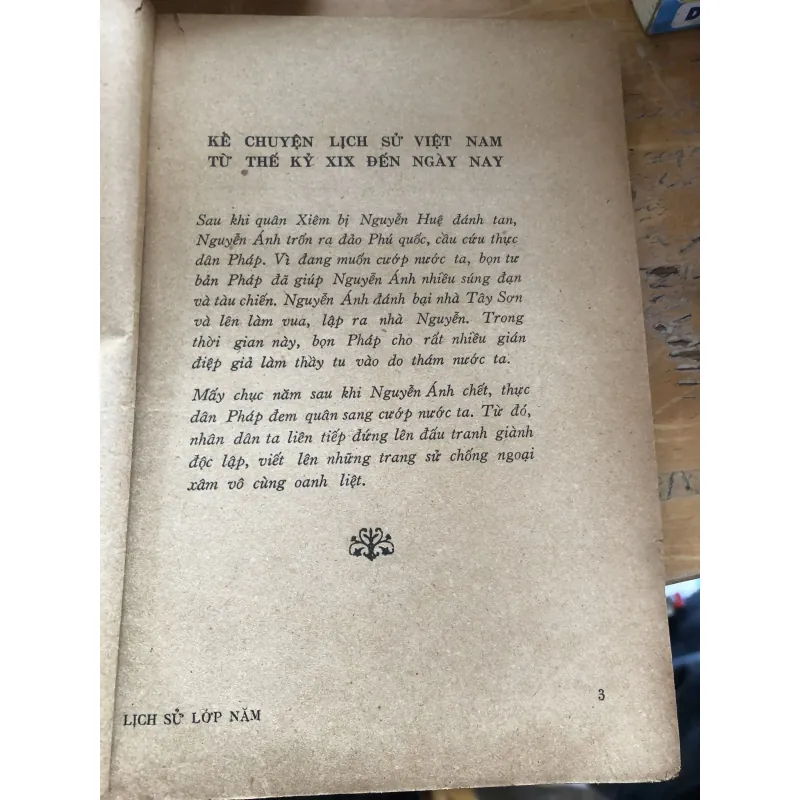 KỂ CHUYỆN LỊCH SỬ VIỆT NAM
TỪ THẾ KỶ XIX ĐẾN NGÀY NAY
Sau khi quân Xiêm bị Nguyễn Huệ đánh tan,
Nguyễn Ánh trốn ra đảo Phú quốc, cầu cứu thực
dân Pháp. Vì đang muốn cướp nước ta, bọn tư
bản Pháp đã giúp Nguyễn Ánh nhiều súng đạn
và tàu chiến. Nguyễn Ánh đánh bại nhà Tây Sơn
và lên làm vua, lập ra nhà Nguyễn. Trong
thời gian này, bọn Pháp cho rất nhiều gián
điệp giả làm thầy tu vào do thám nước ta.
Mấy chục năm sau khi Nguyễn Ánh chết, thực
dân Pháp đem quân sang cướp nước ta. Từ đó,
nhân dân ta liên tiếp đứng lên đấu tranh giành
độc lập, viết lên những trang sử chống ngoại
xâm vô cùng oanh liệt.
3
LỊCH SỬ LỚP NĂM